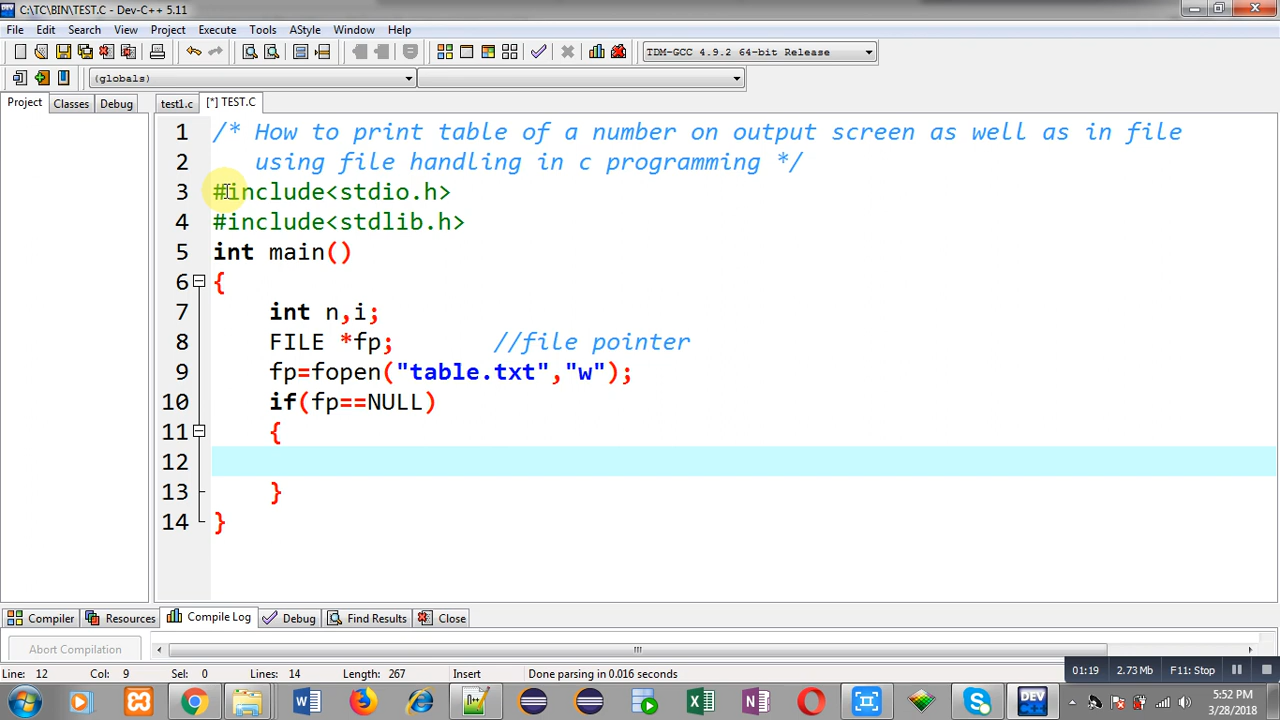 C:\TC\BIN\TEST.C - Dev-C++ 5.11
File Edit Search View Project Execute Tools AStyle Window Help
TDM-GCC 4.9.2 64-bit Release
(globals)
Project Classes Debug test1.c [*] TEST.C
1 /* How to print table of a number on output screen as well as in file
2 using file handling in c programming */
3 #include<stdio.h>
4 #include<stdlib.h>
5 int main()
6 {
7 int n,i;
8 FILE *fp; //file pointer
9 fp=fopen("table.txt","w");
10 if(fp==NULL)
11 {
12
13 }
14 }
Compiler Resources Compile Log Debug Find Results Close
Abort Compilation
Line: 12 Col: 9 Sel: 0 Lines: 14 Length: 267 Insert Done parsing in 0.016 seconds
01:19 2.73 Mb F11: Stop
DEV
5:52 PM
3/28/2018